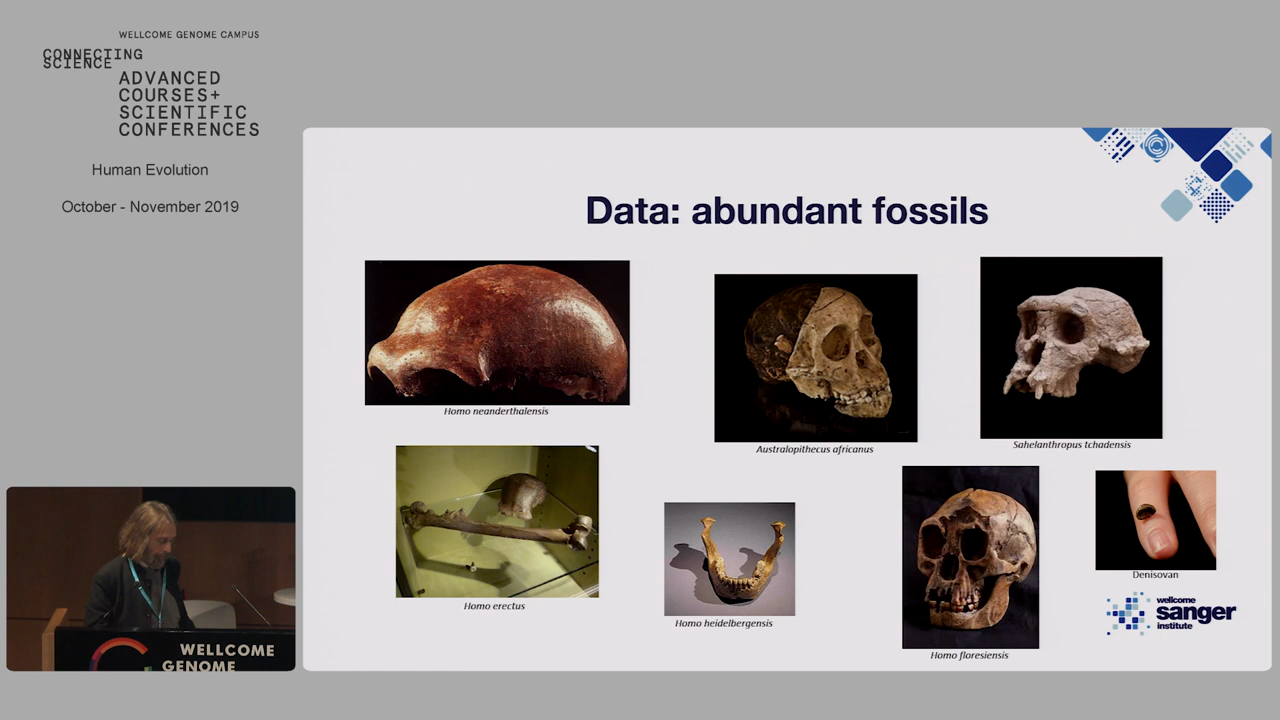 WELLCOME GENOME CAMPUS
CONNECTING
SCIENCE
ADVANCED
COURSES+
SCIENTIFIC
CONFERENCES
Human Evolution
October - November 2019
Data: abundant fossils
Homo neanderthalensis
Australopithecus africanus
Sahelanthropus tchadensis
Homo erectus
Homo heidelbergensis
Homo floresiensis
Denisovan
wellcome
sanger
institute
WELLCOME
GENOME